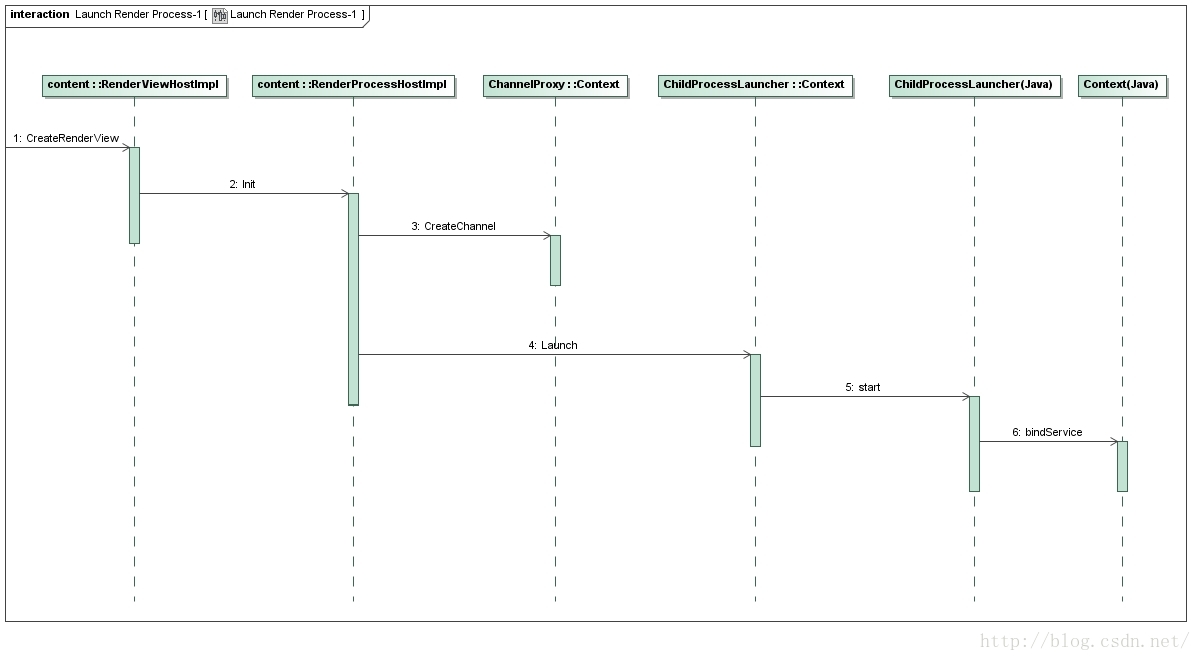 interaction Launch Render Process-1 [ Launch Render Process-1 ]
content : :RenderViewHostImpl
content : :RenderProcessHostImpl
ChannelProxy : :Context
ChildProcessLauncher : :Context
ChildProcessLauncher(Java)
Context(Java)
1: CreateRenderView
2: Init
3: CreateChannel
4: Launch
5: start
6: bindService
http://blog.csdn.net/